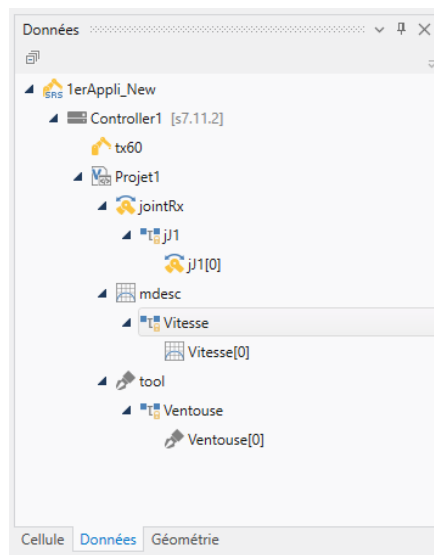 Données
SRS 1erAppli_New
Controller1 [s7.11.2]
tx60
Projet1
jointRx
jJ1
jJ1[0]
mdesc
Vitesse
Vitesse[0]
tool
Ventouse
Ventouse[0]
Cellule Données Géométrie